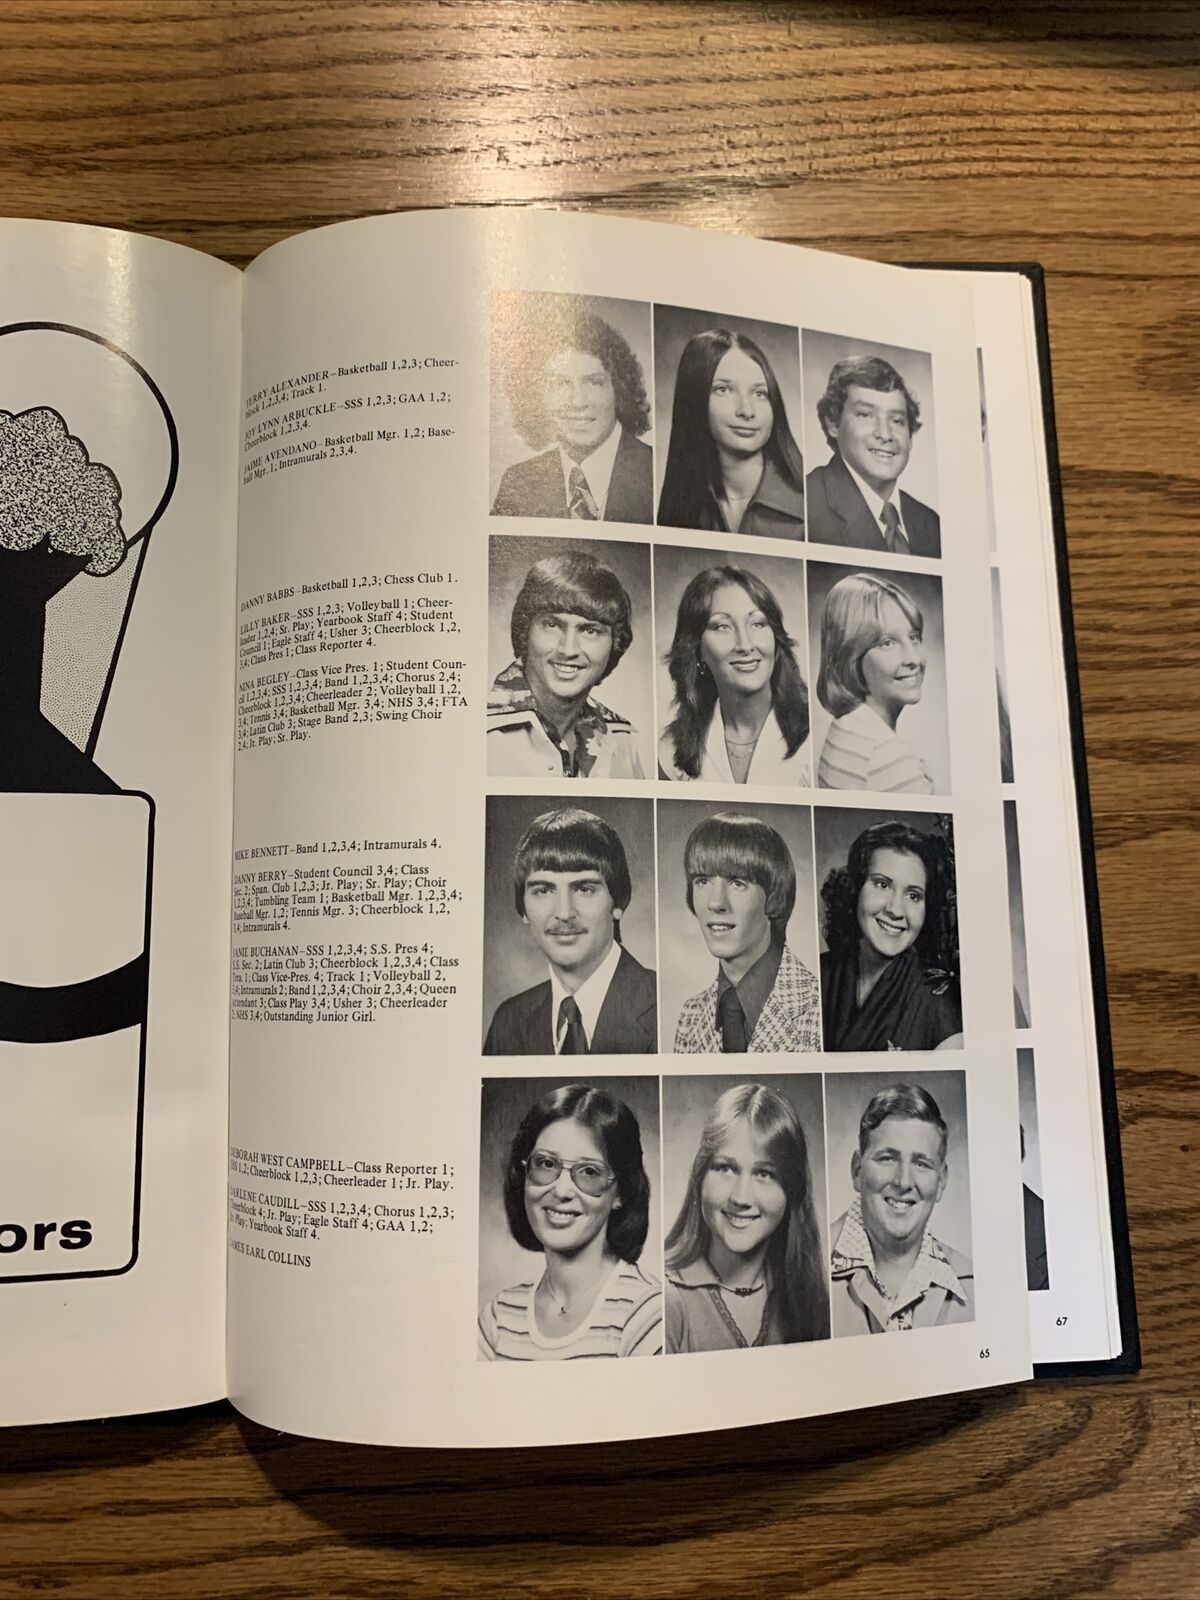 ors
TERRY ALEXANDER—Basketball 1,2,3; Cheer-
block 1,2,3,4; Track 1.
JOY LYNN ARBUCKLE—SSS 1,2,3; GAA 1,2;
Cheerblock 1,2,3,4.
JAIME AVENDANO—Basketball Mgr. 1,2; Base-
ball Mgr. 1; Intramurals 2,3,4.
DANNY BABBS—Basketball 1,2,3; Chess Club 1.
LILLY BAKER—SSS 1,2,3; Volleyball 1; Cheer-
leader 1,2,4; Sr. Play; Yearbook Staff 4; Student
Council 1; Eagle Staff 4; Usher 3; Cheerblock 1,2,
3,4; Class Pres 1; Class Reporter 4.
NINA BEGLEY—Class Vice Pres. 1; Student Coun-
cil 1,2,3,4; SSS 1,2,3,4; Band 1,2,3,4; Chorus 2,4;
Cheerblock 1,2,3,4; Cheerleader 2; Volleyball 1,2,
3,4; Tennis 3,4; Basketball Mgr. 3,4; NHS 3,4; FTA
3,4; Latin Club 3; Stage Band 2,3; Swing Choir
2,4; Jr. Play; Sr. Play.
MIKE BENNETT—Band 1,2,3,4; Intramurals 4.
DANNY BERRY—Student Council 3,4; Class
Sec. 2; Span. Club 1,2,3; Jr. Play; Sr. Play; Choir
1,2,3,4; Tumbling Team 1; Basketball Mgr. 1,2,3,4;
Baseball Mgr. 1,2; Tennis Mgr. 3; Cheerblock 1,2,
3,4; Intramurals 4.
JANIE BUCHANAN—SSS 1,2,3,4; S.S. Pres 4;
S.S. Sec. 2; Latin Club 3; Cheerblock 1,2,3,4; Class
Trea. 1; Class Vice-Pres. 4; Track 1; Volleyball 2,
3,4; Intramurals 2; Band 1,2,3,4; Choir 2,3,4; Queen
Attendant 3; Class Play 3,4; Usher 3; Cheerleader
2; NHS 3,4; Outstanding Junior Girl.
DEBORAH WEST CAMPBELL—Class Reporter 1;
SSS 1,2; Cheerblock 1,2,3; Cheerleader 1; Jr. Play.
DARLENE CAUDILL—SSS 1,2,3,4; Chorus 1,2,3;
Cheerblock 4; Jr. Play; Eagle Staff 4; GAA 1,2;
Sr. Play; Yearbook Staff 4.
JAMES EARL COLLINS
65
67